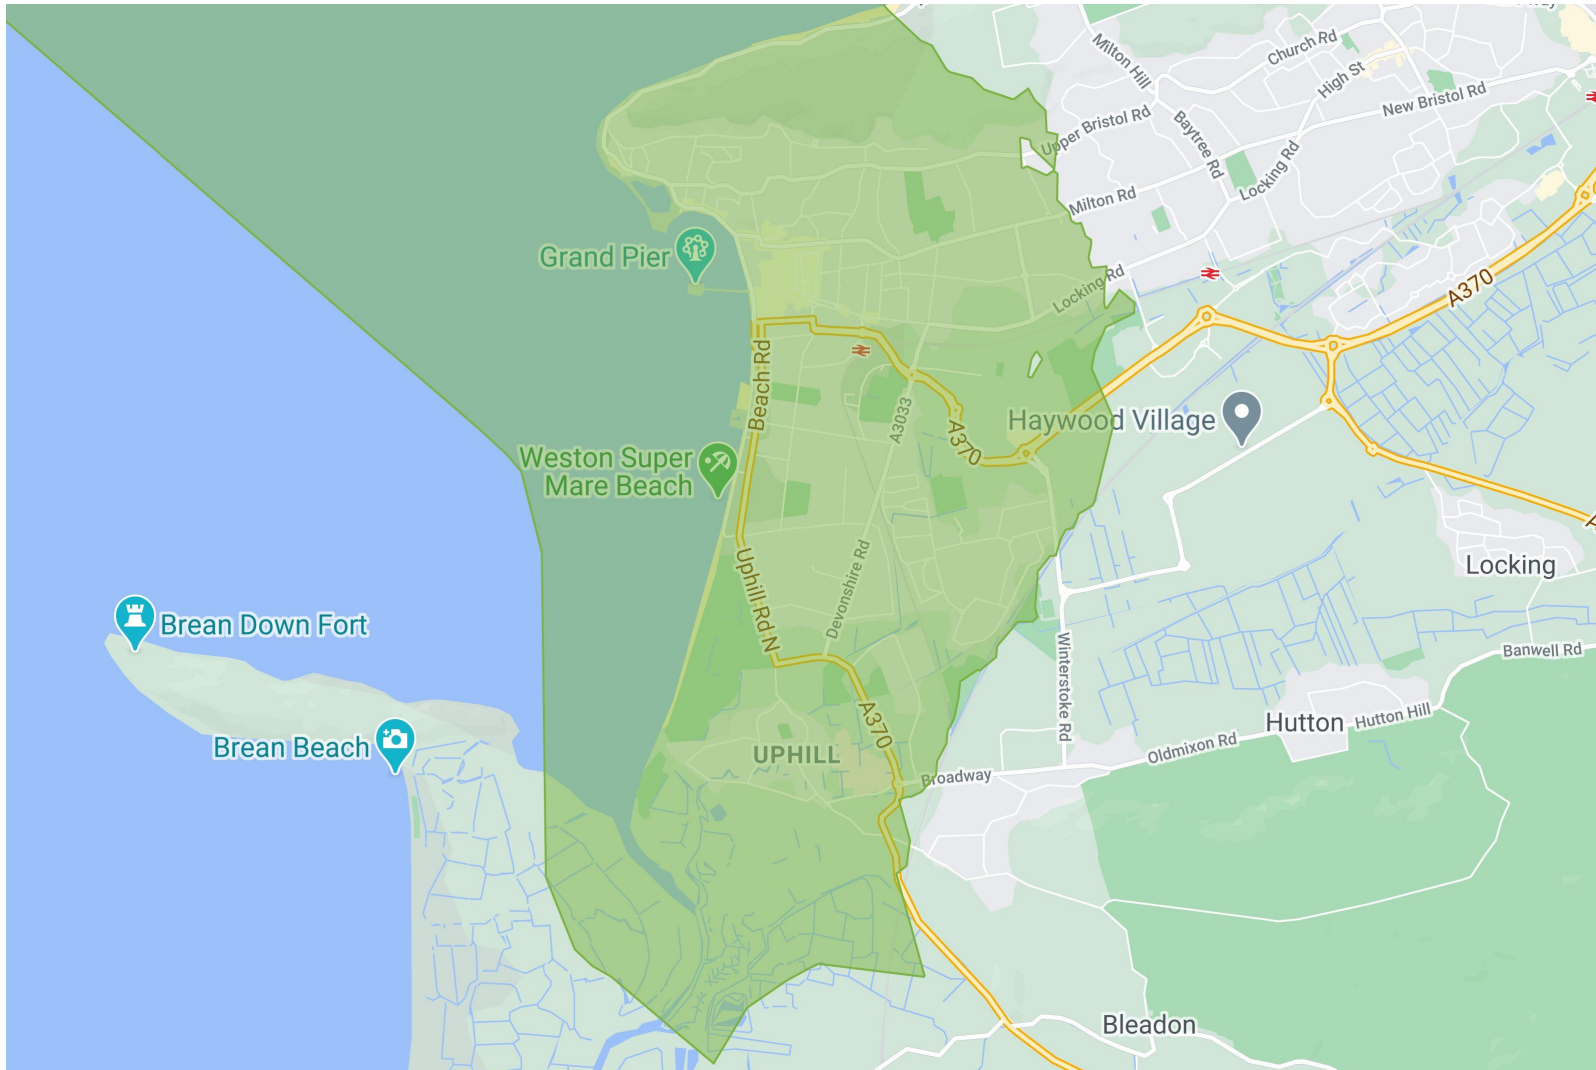 Way
Church Rd
Milton Hill
High St
New Bristol Rd
Upper Bristol Rd
Baytree Rd
Locking Rd
Milton Rd
Grand Pier
Locking Rd
A370
Beach Rd
A3033
A370
Haywood Village
Weston Super
Mare Beach
Devonshire Rd
Uphill Rd N
Locking
Brean Down Fort
Winterstoke Rd
Banwell Rd
A370
Hutton
Hutton Hill
Oldmixon Rd
Brean Beach
UPHILL
Broadway
Bleadon